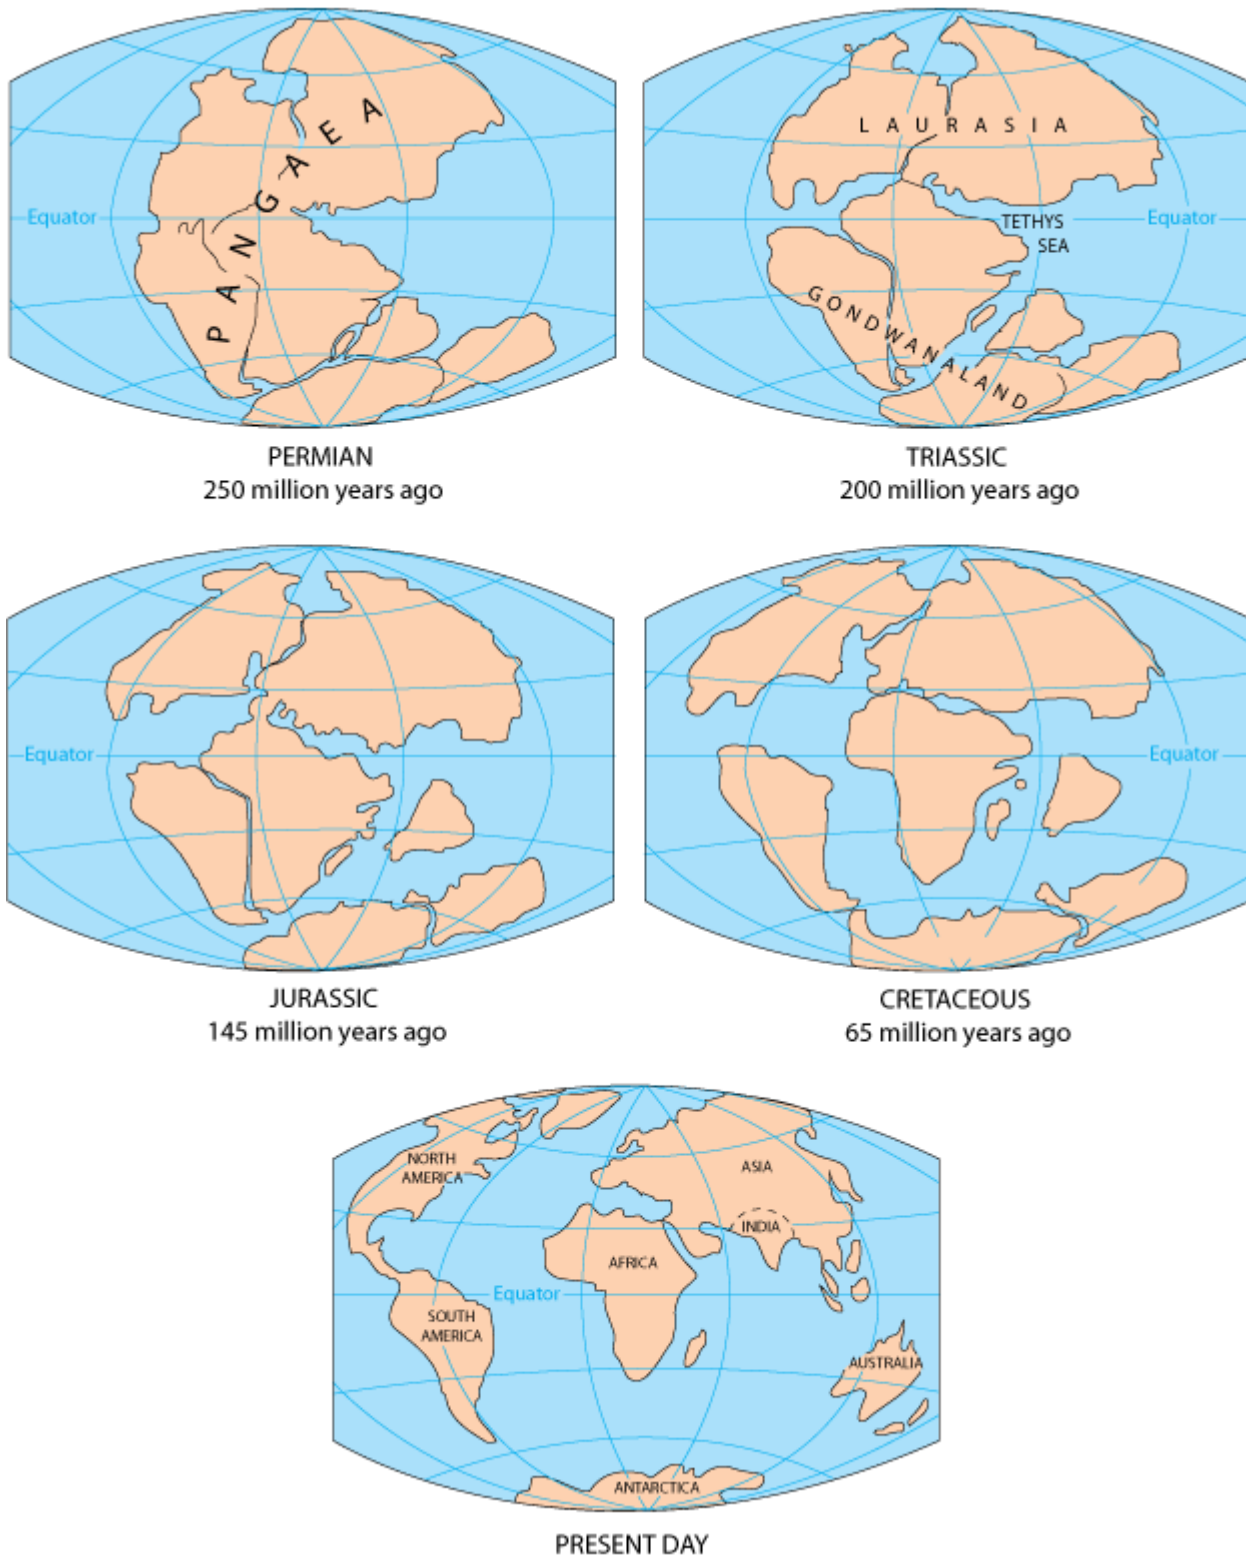 PANGAEA
Equator
PERMIAN
250 million years ago
LAURASIA
TETHYS
SEA
Equator
GONDWANALAND
TRIASSIC
200 million years ago
Equator
JURASSIC
145 million years ago
Equator
CRETACEOUS
65 million years ago
NORTH
AMERICA
ASIA
INDIA
AFRICA
Equator
SOUTH
AMERICA
AUSTRALIA
ANTARCTICA
PRESENT DAY